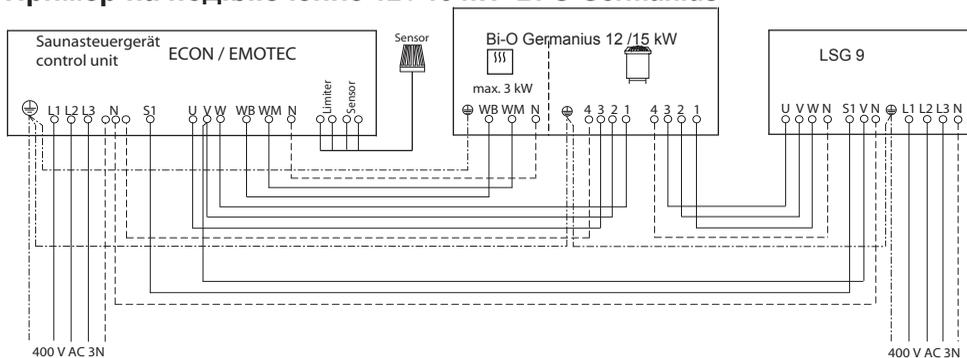 Saunasteuergerät
control unit
ECON / EMOTEC
Sensor
Limiter
Sensor
L1 L2 L3 N S1 U V W WB WM N
Bi-O Germanius 12 /15 kW
max. 3 kW
WB WM N 4 3 2 1 4 3 2 1
LSG 9
U V W N S1 V N L1 L2 L3 N
400 V AC 3N
400 V AC 3N